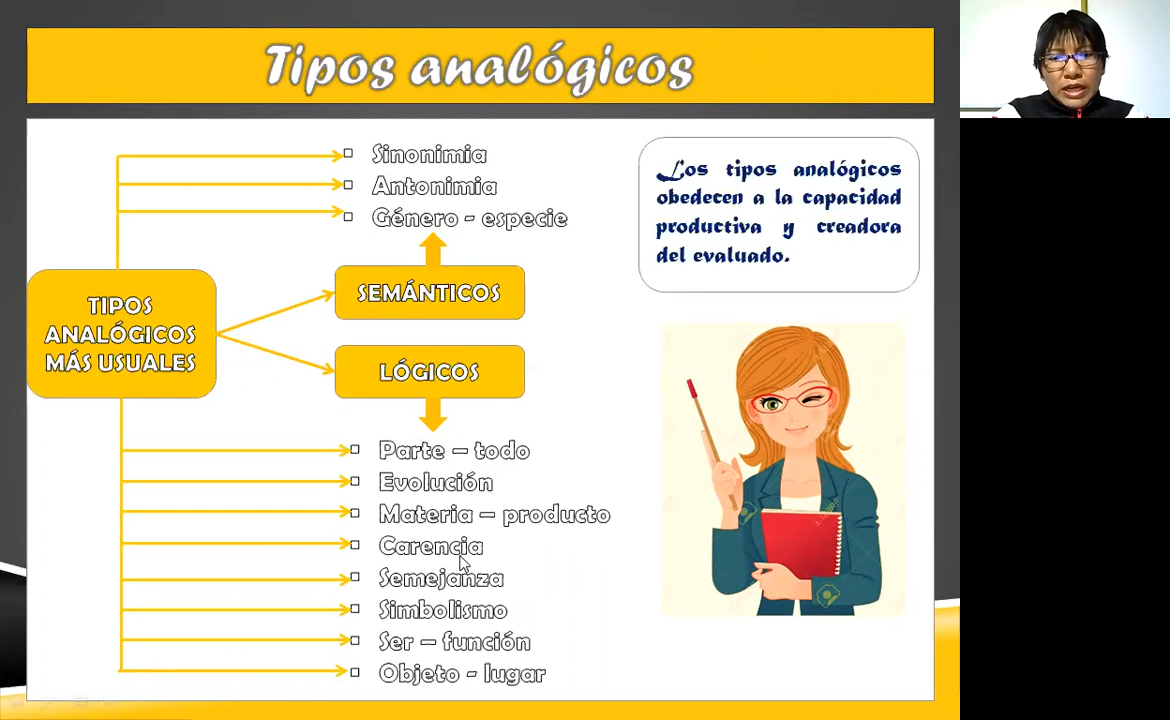 Tipos analógicos
Sinonimia
Antonimia
Género - especie
SEMÁNTICOS
TIPOS
ANALÓGICOS
MÁS USUALES
LÓGICOS
Parte – todo
Evolución
Materia – producto
Carencia
Semejanza
Simbolismo
Ser – función
Objeto - lugar
Los tipos analógicos
obedecen a la capacidad
productiva y creadora
del evaluado.